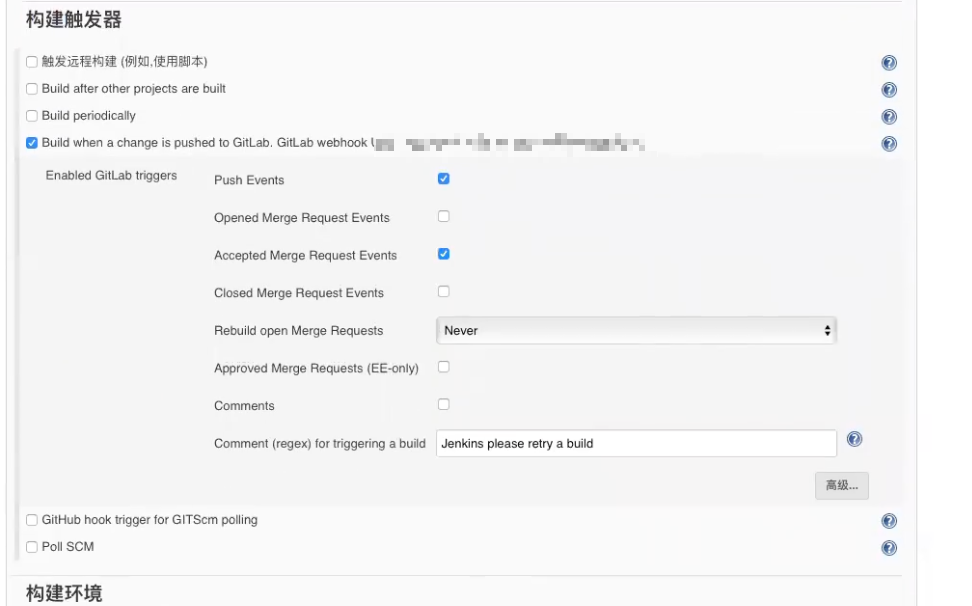 构建触发器
触发远程构建 (例如,使用脚本)
Build after other projects are built
Build periodically
Build when a change is pushed to GitLab. GitLab webhook
Enabled GitLab triggers
Push Events
Opened Merge Request Events
Accepted Merge Request Events
Closed Merge Request Events
Rebuild open Merge Requests
Never
Approved Merge Requests (EE-only)
Comments
Comment (regex) for triggering a build
Jenkins please retry a build
高级...
GitHub hook trigger for GITScm polling
Poll SCM
构建环境